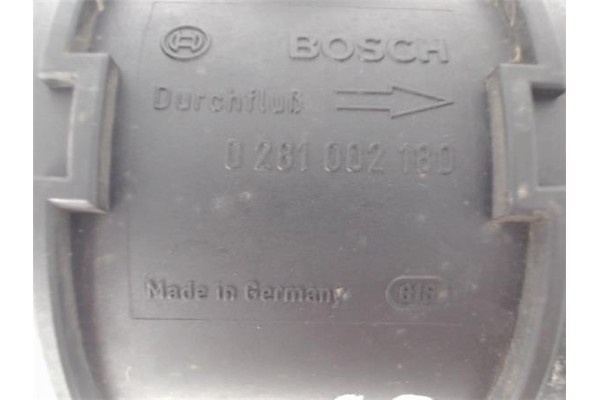 BOSCH
Durchfluß
0 281 002 180
Made in Germany